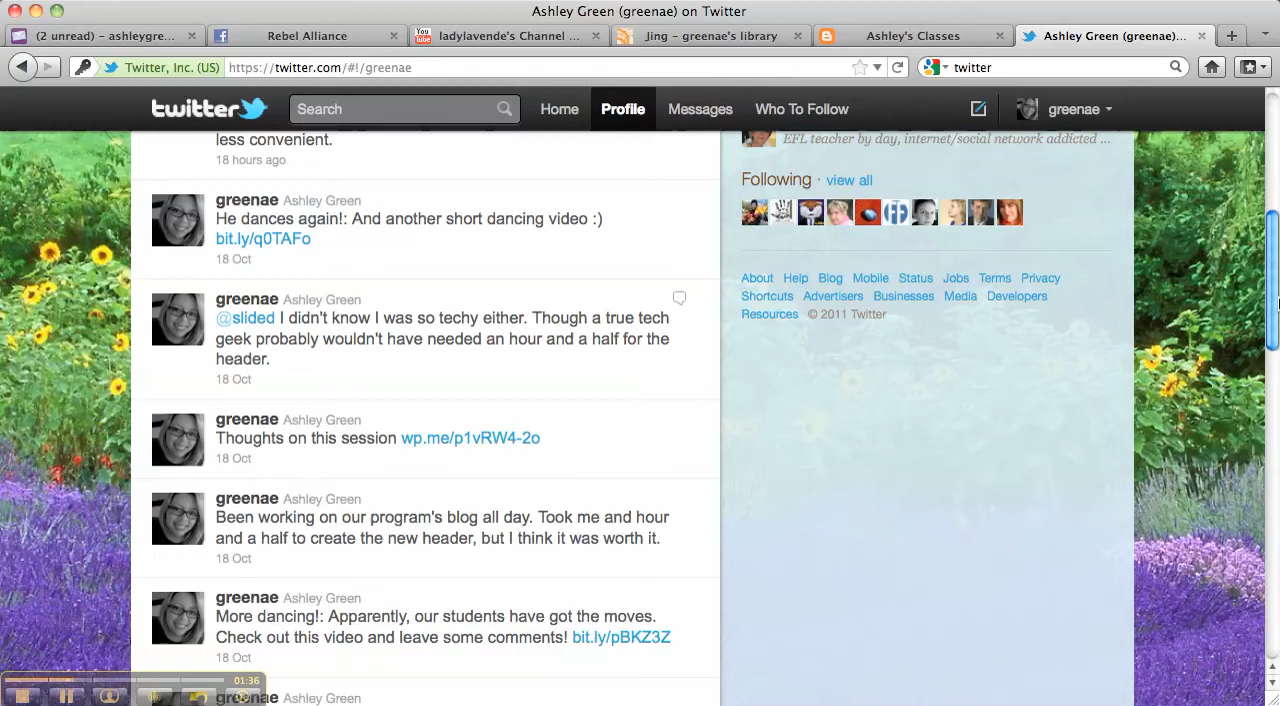 Ashley Green (greenae) on Twitter
(2 unread) – ashleygre...
Rebel Alliance
You Tube
ladylavende's Channel ...
Jing – greenae's library
Ashley's Classes
Ashley Green (greenae)...
Twitter, Inc. (US)
https://twitter.com/#!/greenae
twitter
twitter
Search
Home
Profile
Messages
Who To Follow
greenae
less convenient.
18 hours ago
greenae Ashley Green
He dances again!: And another short dancing video :)
bit.ly/q0TAFo
18 Oct
greenae Ashley Green
@slided I didn't know I was so techy either. Though a true tech
geek probably wouldn't have needed an hour and a half for the
header.
18 Oct
greenae Ashley Green
Thoughts on this session wp.me/p1vRW4-2o
18 Oct
greenae Ashley Green
Been working on our program's blog all day. Took me and hour
and a half to create the new header, but I think it was worth it.
18 Oct
greenae Ashley Green
More dancing!: Apparently, our students have got the moves.
Check out this video and leave some comments! bit.ly/pBKZ3Z
18 Oct
greenae Ashley Green
EFL teacher by day, internet/social network addicted ...
Following · view all
About Help Blog Mobile Status Jobs Terms Privacy
Shortcuts Advertisers Businesses Media Developers
Resources © 2011 Twitter
01:36